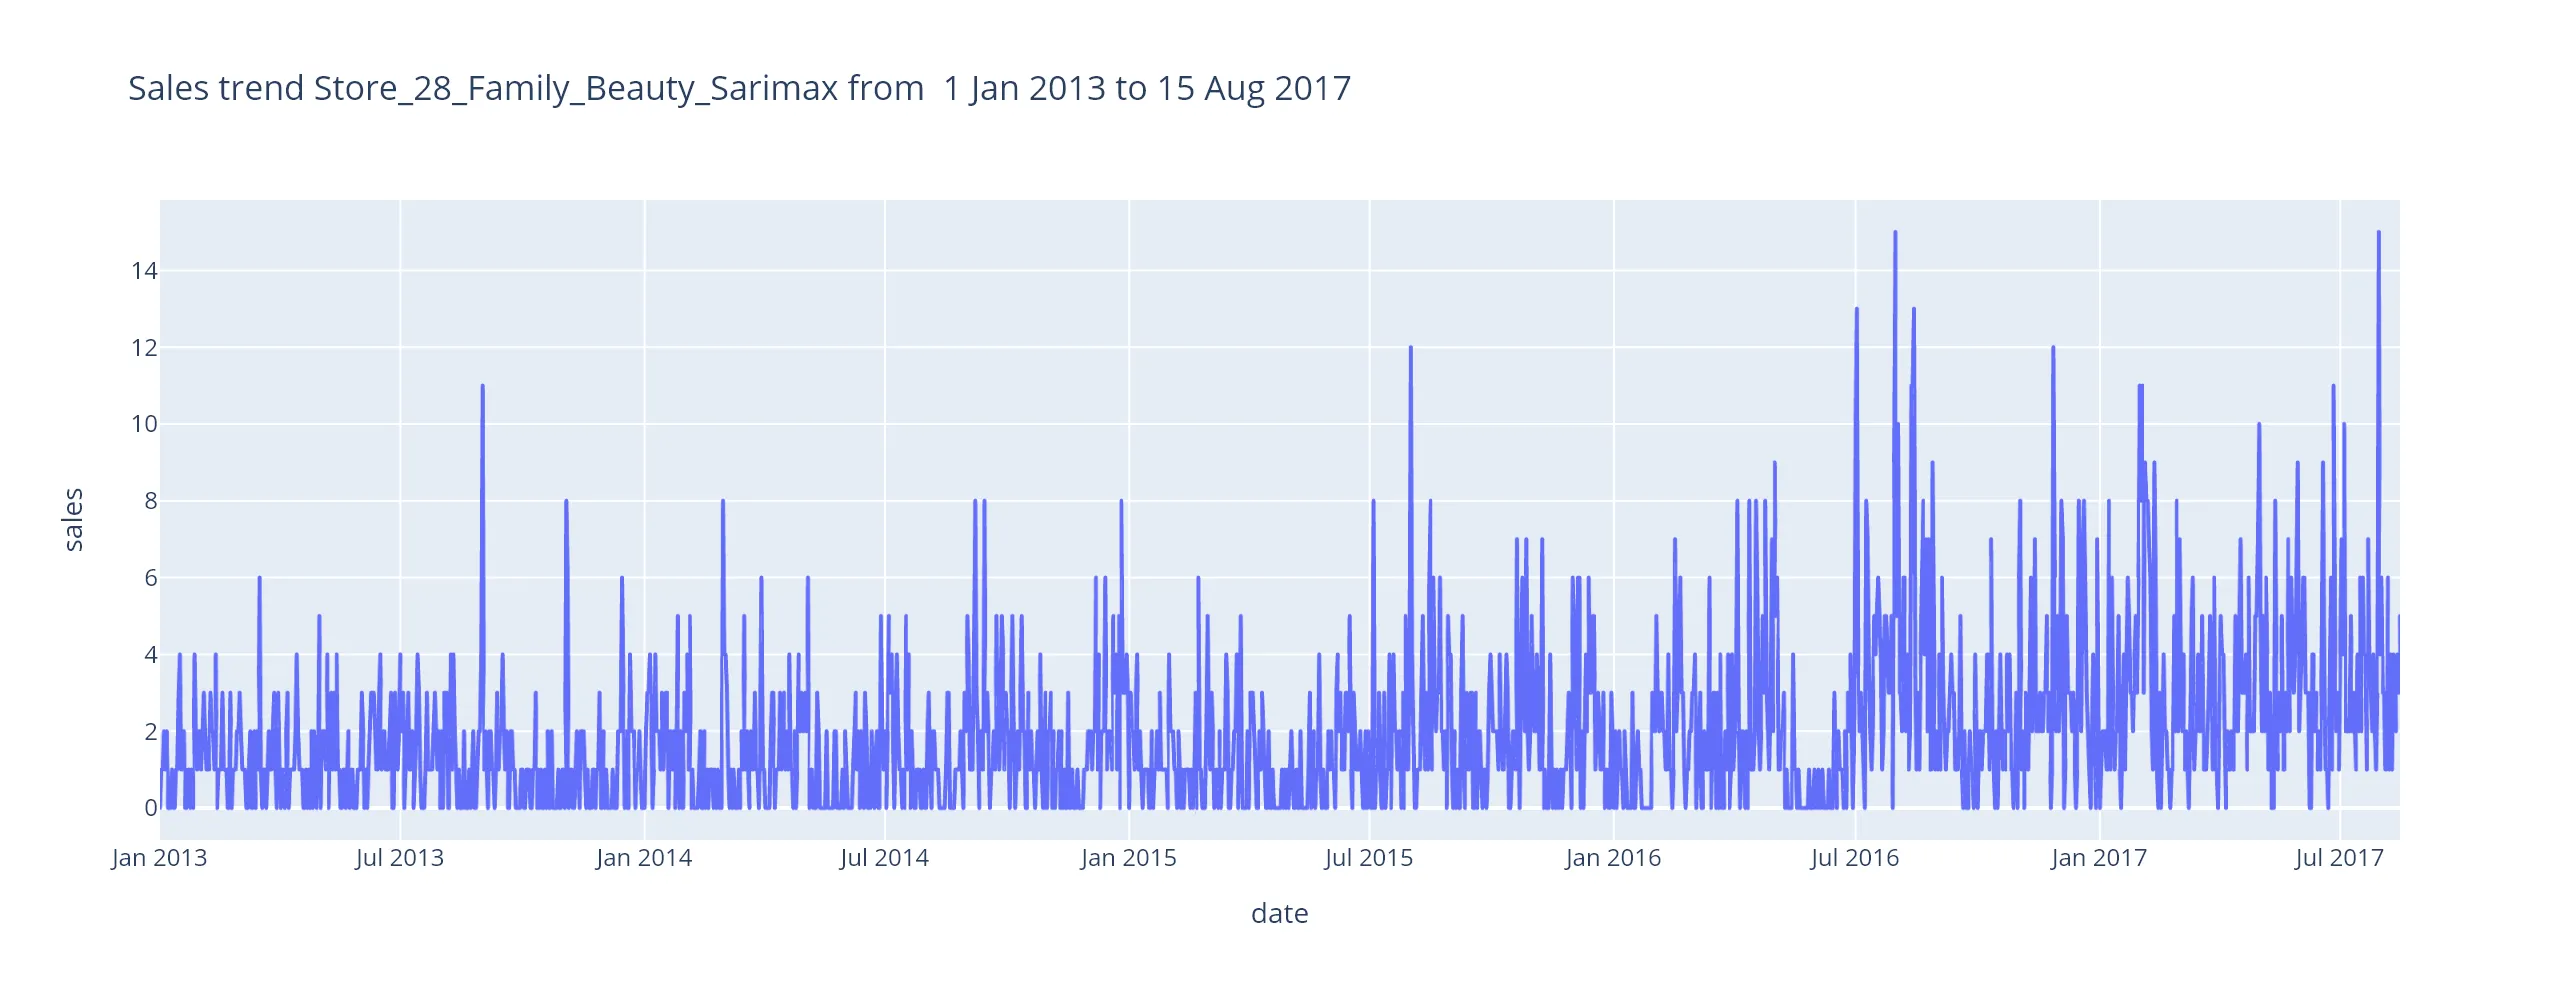 Sales trend Store_28_Family_Beauty_Sarimax from  1 Jan 2013 to 15 Aug 2017
14
12
10
8
6
4
2
0
sales
Jan 2013 Jul 2013 Jan 2014 Jul 2014 Jan 2015 Jul 2015 Jan 2016 Jul 2016 Jan 2017 Jul 2017
date